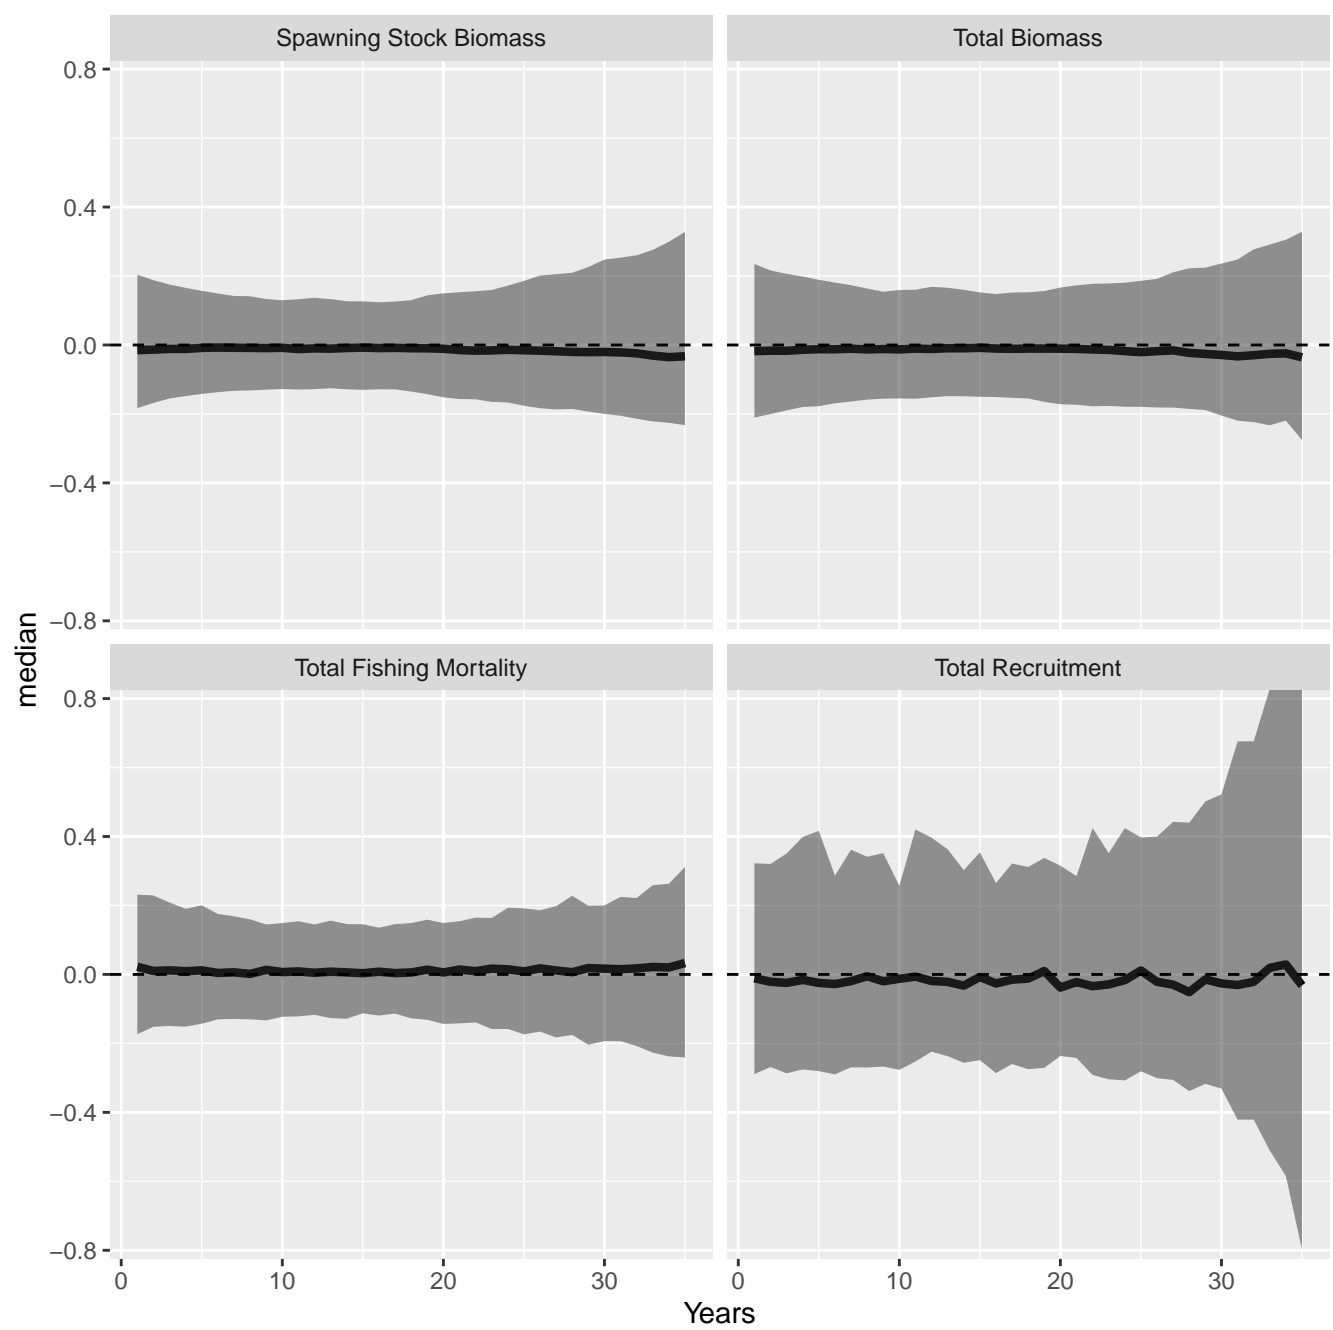 Spawning Stock Biomass
Total Biomass
0.8
0.4
0.0
−0.4
−0.8
median
Total Fishing Mortality
Total Recruitment
0.8
0.4
0.0
−0.4
−0.8
0 10 20 30
0 10 20 30
Years